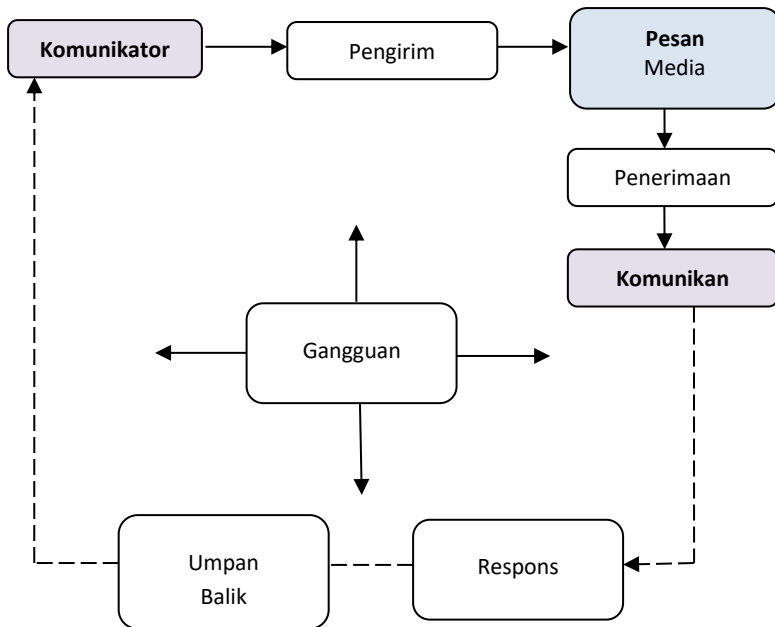 Komunikator
Pengirim
Pesan
Media
Penerimaan
Komunikan
Gangguan
Umpan
Balik
Respons